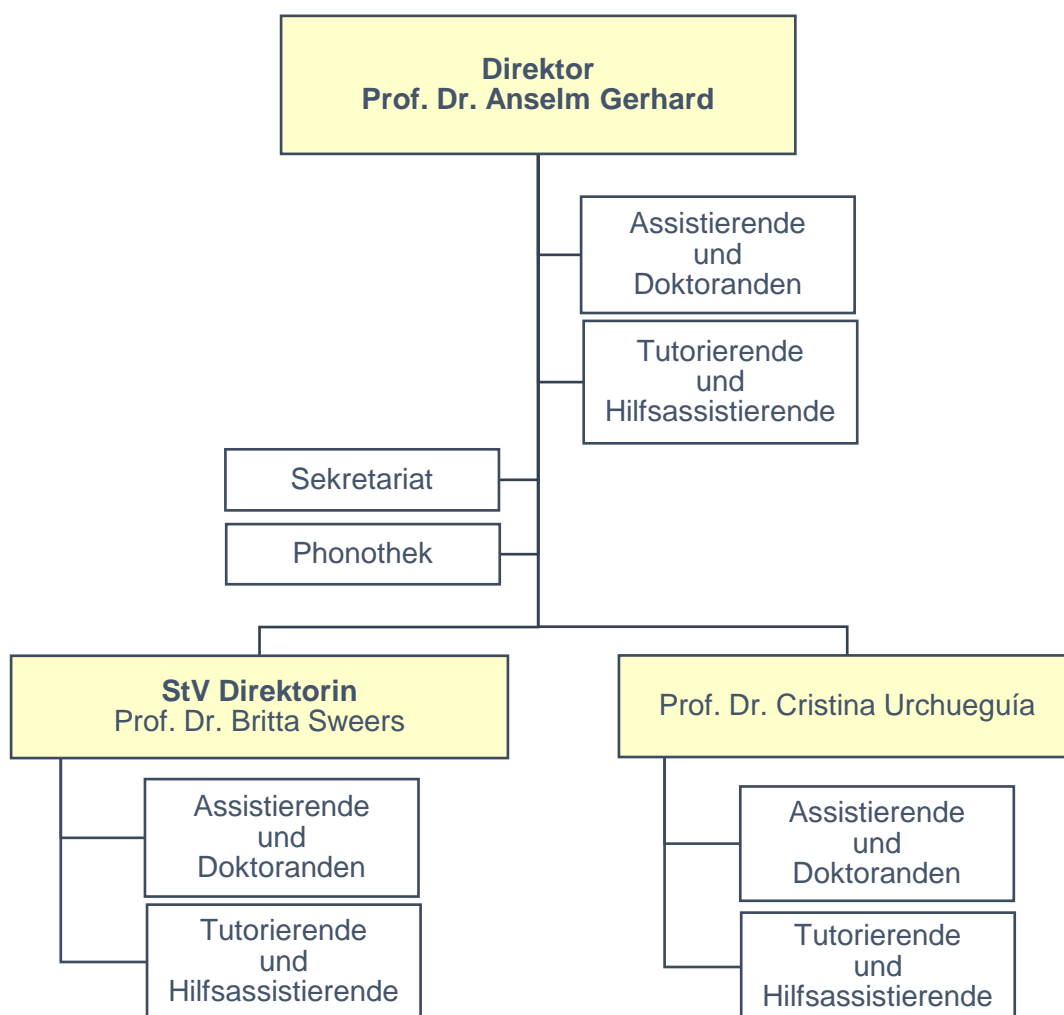 Direktor
Prof. Dr. Anselm Gerhard
Assistierende
und
Doktoranden
Tutorierende
und
Hilfsassistierende
Sekretariat
Phonothek
StV Direktorin
Prof. Dr. Britta Sweers
Prof. Dr. Cristina Urchueguía
Assistierende
und
Doktoranden
Tutorierende
und
Hilfsassistierende
Assistierende
und
Doktoranden
Tutorierende
und
Hilfsassistierende